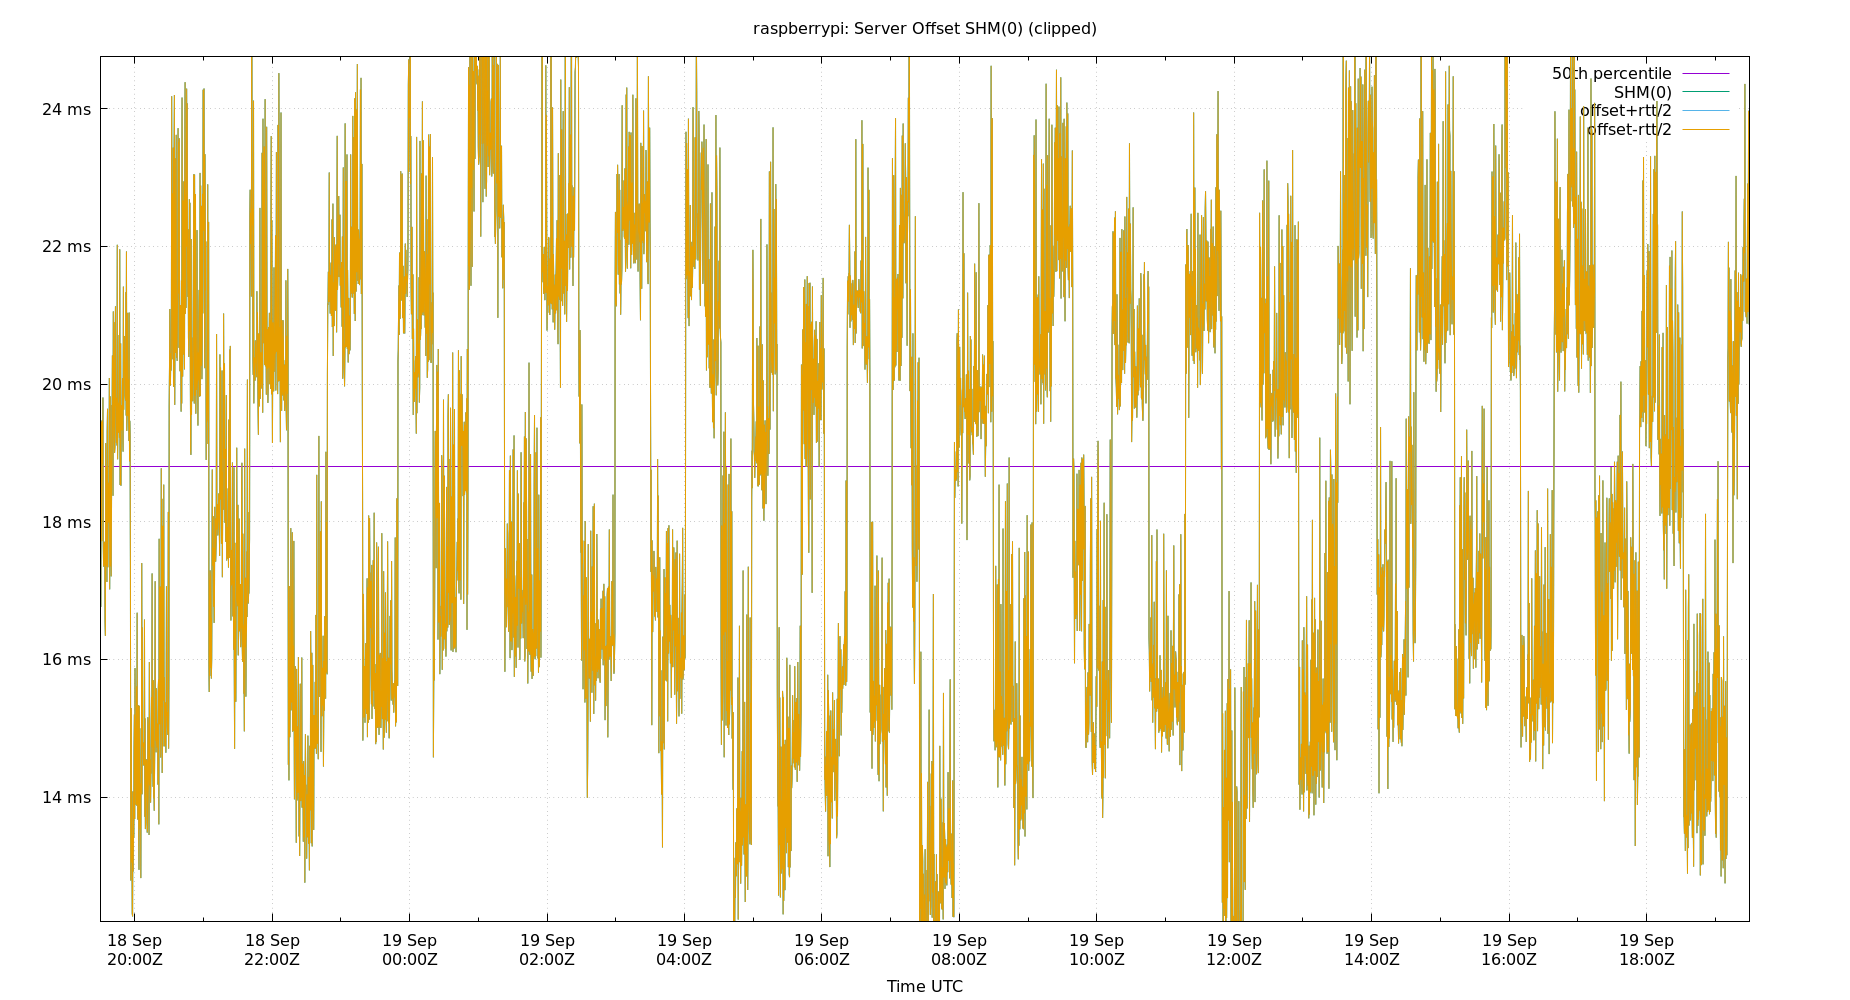 raspberrypi: Server Offset SHM(0) (clipped)
50th percentile
SHM(0)
offset+rtt/2
offset-rtt/2
24 ms
22 ms
20 ms
18 ms
16 ms
14 ms
18 Sep 18 Sep 19 Sep 19 Sep 19 Sep 19 Sep 19 Sep 19 Sep 19 Sep 19 Sep 19 Sep 19 Sep
20:00Z 22:00Z 00:00Z 02:00Z 04:00Z 06:00Z 08:00Z 10:00Z 12:00Z 14:00Z 16:00Z 18:00Z
Time UTC